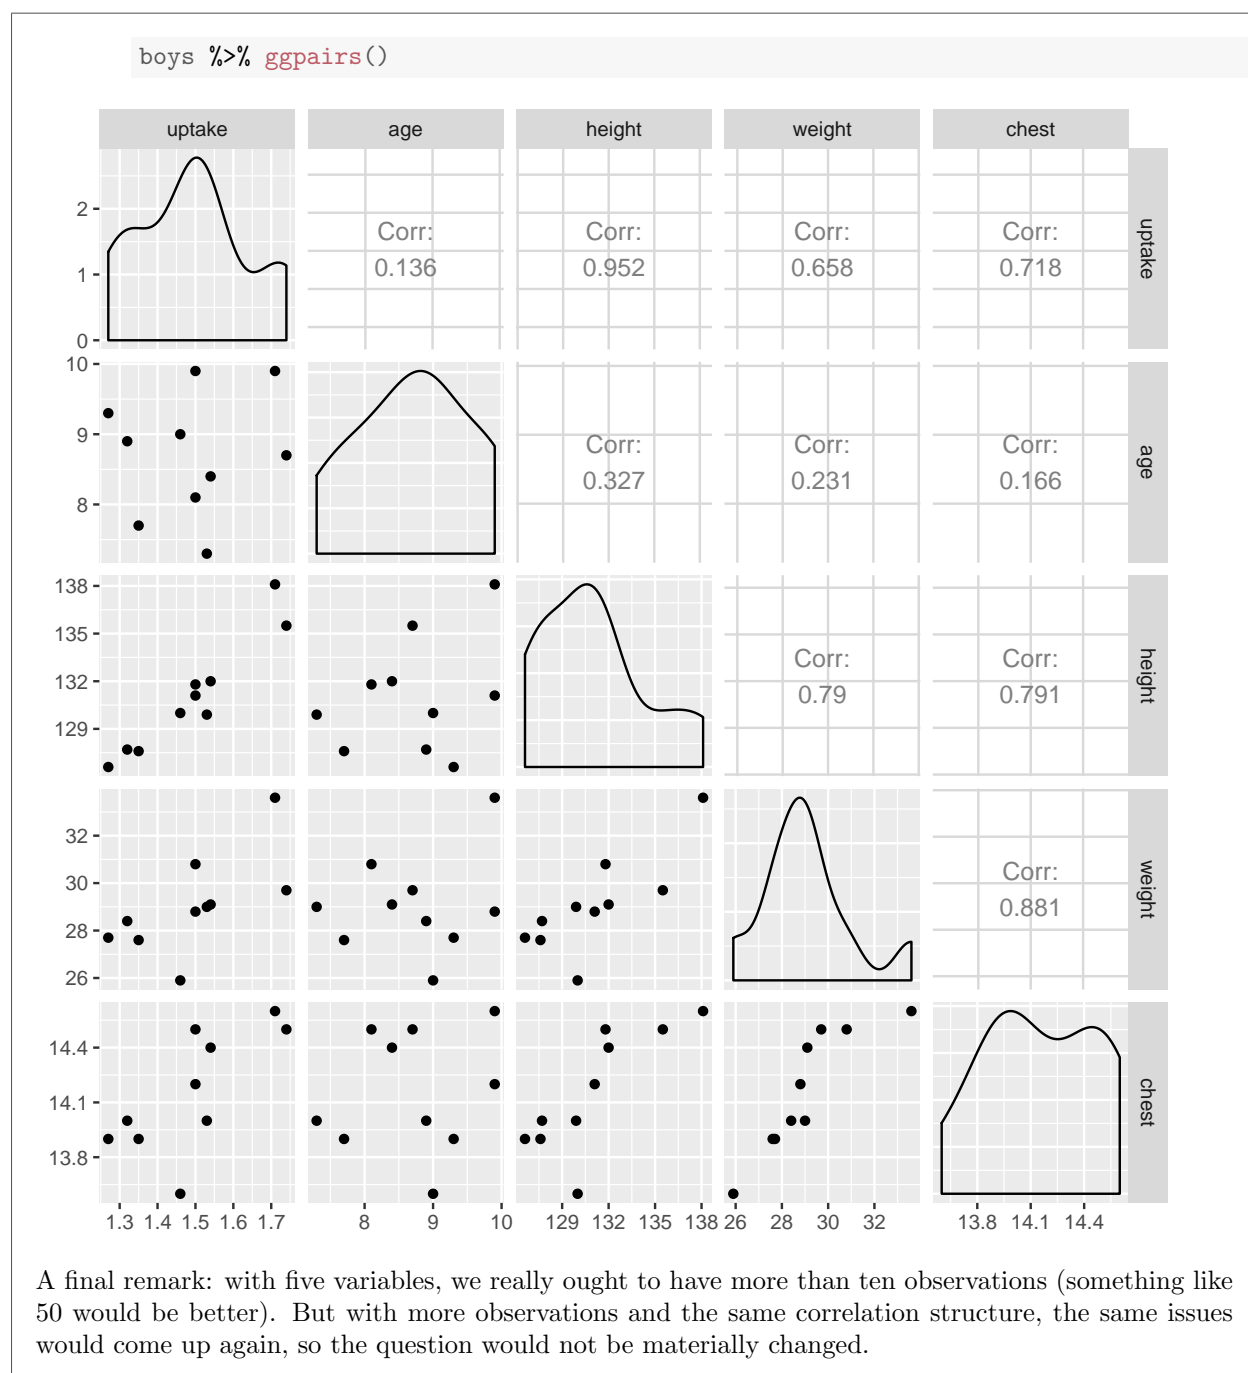 boys %>% ggpairs()
uptake age height weight chest
2
1
0
Corr:
0.136
Corr:
0.952
Corr:
0.658
Corr:
0.718
uptake
10
9
8
Corr:
0.327
Corr:
0.231
Corr:
0.166
age
138
135
132
129
Corr:
0.79
Corr:
0.791
height
32
30
28
26
Corr:
0.881
weight
14.4
14.1
13.8
chest
1.3 1.4 1.5 1.6 1.7 8 9 10 129 132 135 138 26 28 30 32 13.8 14.1 14.4
A final remark: with five variables, we really ought to have more than ten observations (something like
50 would be better). But with more observations and the same correlation structure, the same issues
would come up again, so the question would not be materially changed.